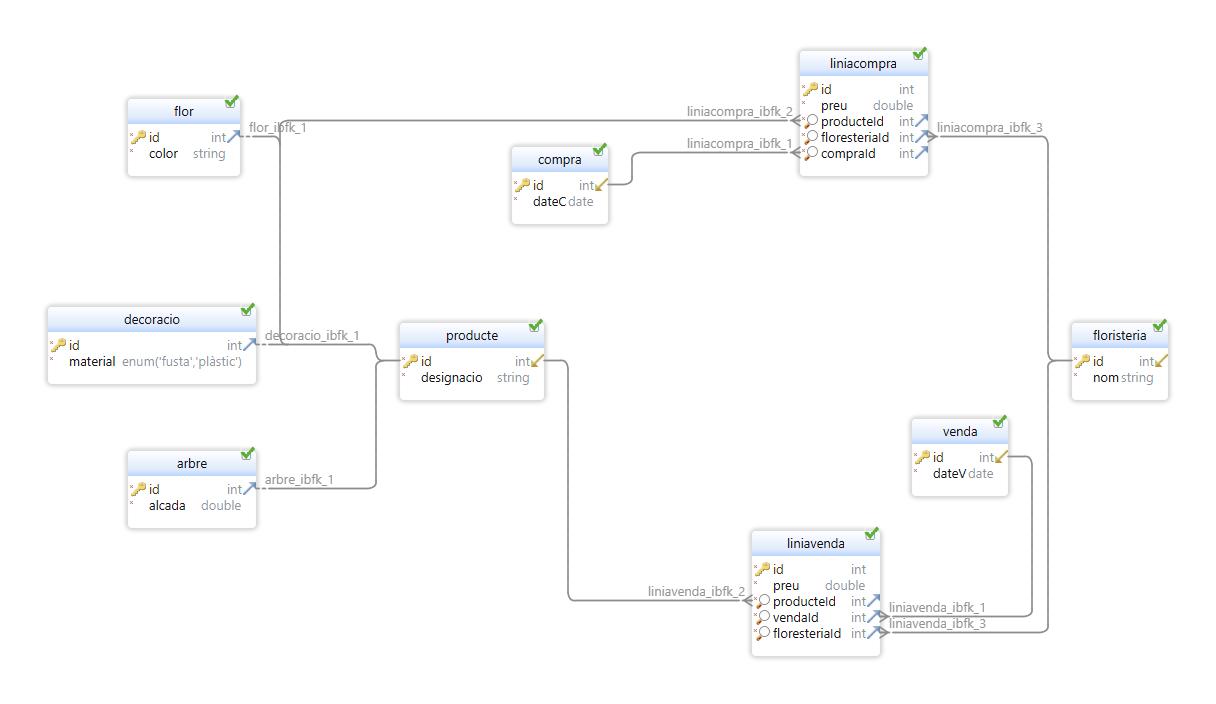 liniacompra
id int
preu double
producteId int
floresteriaId int
compraId int
liniacompra_ibfk_2
liniacompra_ibfk_1
liniacompra_ibfk_3
flor
id int
color string
flor_ibfk_1
compra
id int
dateC date
decoracio
id int
material enum('fusta','plàstic')
decoracio_ibfk_1
producte
id int
designacio string
floristeria
id int
nom string
venda
id int
dateV date
arbre
id int
alcada double
arbre_ibfk_1
liniavenda
id int
preu double
producteId int
vendaId int
floresteriaId int
liniavenda_ibfk_2
liniavenda_ibfk_1
liniavenda_ibfk_3